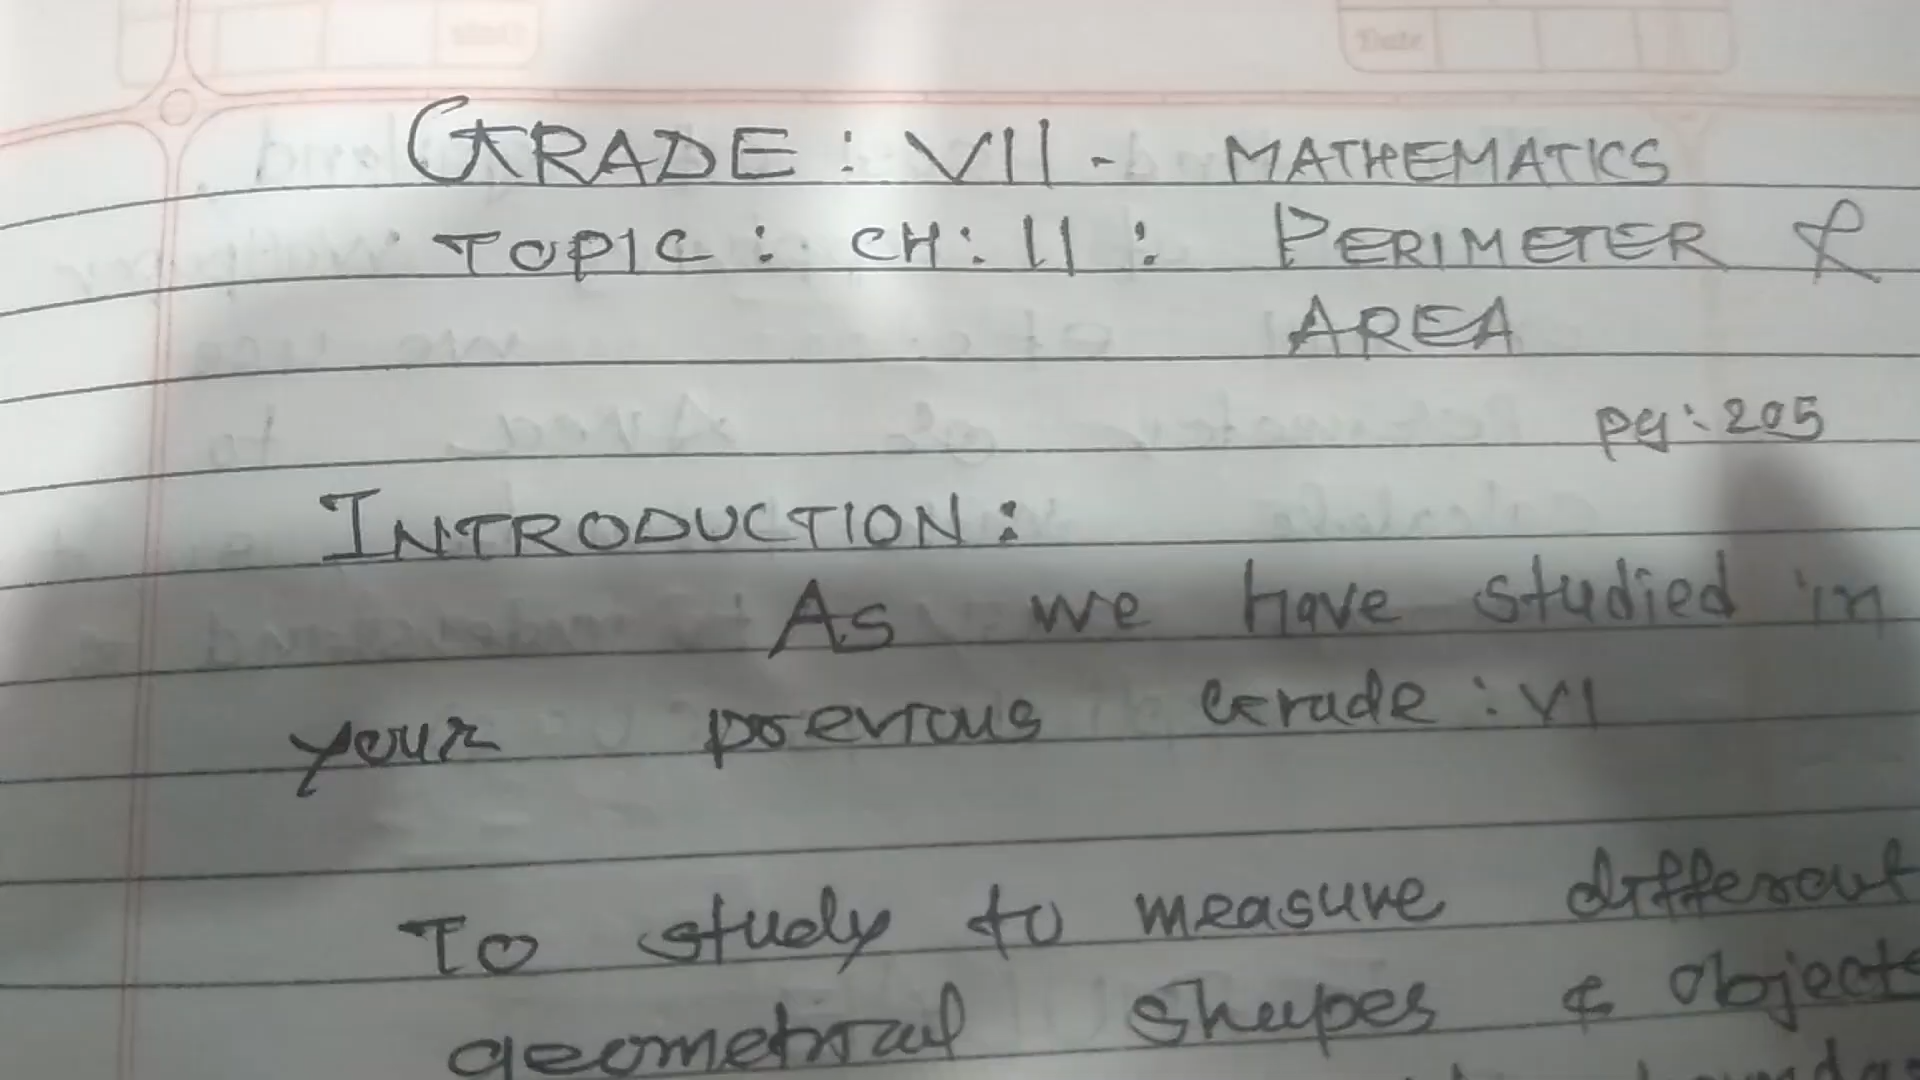 Date
GRADE : VII - MATHEMATICS
TOPIC : CH : 11 : PERIMETER &
AREA
pg : 205
INTRODUCTION :
As we have studied in
your previous Grade : VI
To study to measure different
geometrical shapes & objects